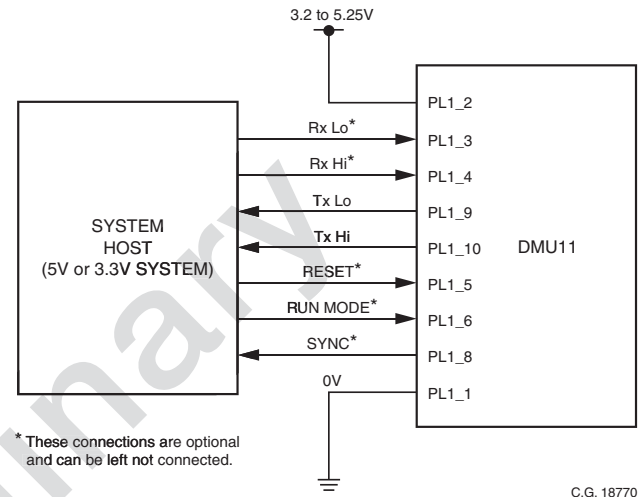 3.2 to 5.25V
PL1_2
Rx Lo*
PL1_3
Rx Hi*
PL1_4
Tx Lo
PL1_9
Tx Hi
PL1_10
SYSTEM
HOST
(5V or 3.3V SYSTEM)
DMU11
RESET*
PL1_5
RUN MODE*
PL1_6
SYNC*
PL1_8
0V
PL1_1
* These connections are optional
and can be left not connected.
C.G. 18770
inary